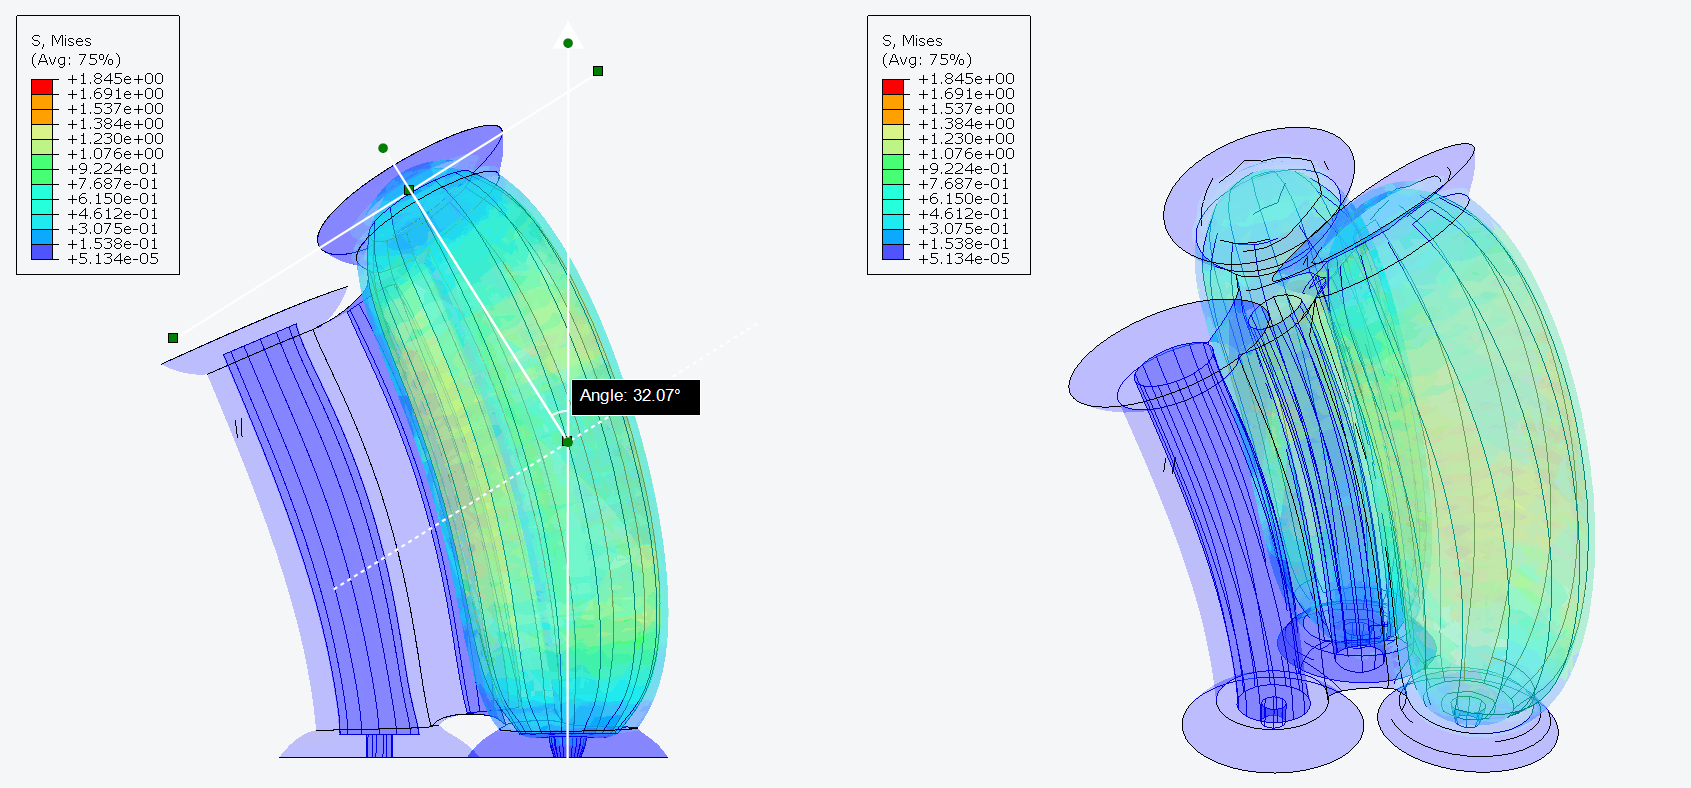 S, Mises
(Avg: 75%)
+1.845e+00
+1.691e+00
+1.537e+00
+1.384e+00
+1.230e+00
+1.076e+00
+9.224e-01
+7.687e-01
+6.150e-01
+4.612e-01
+3.075e-01
+1.538e-01
+5.134e-05
Angle: 32.07°
S, Mises
(Avg: 75%)
+1.845e+00
+1.691e+00
+1.537e+00
+1.384e+00
+1.230e+00
+1.076e+00
+9.224e-01
+7.687e-01
+6.150e-01
+4.612e-01
+3.075e-01
+1.538e-01
+5.134e-05